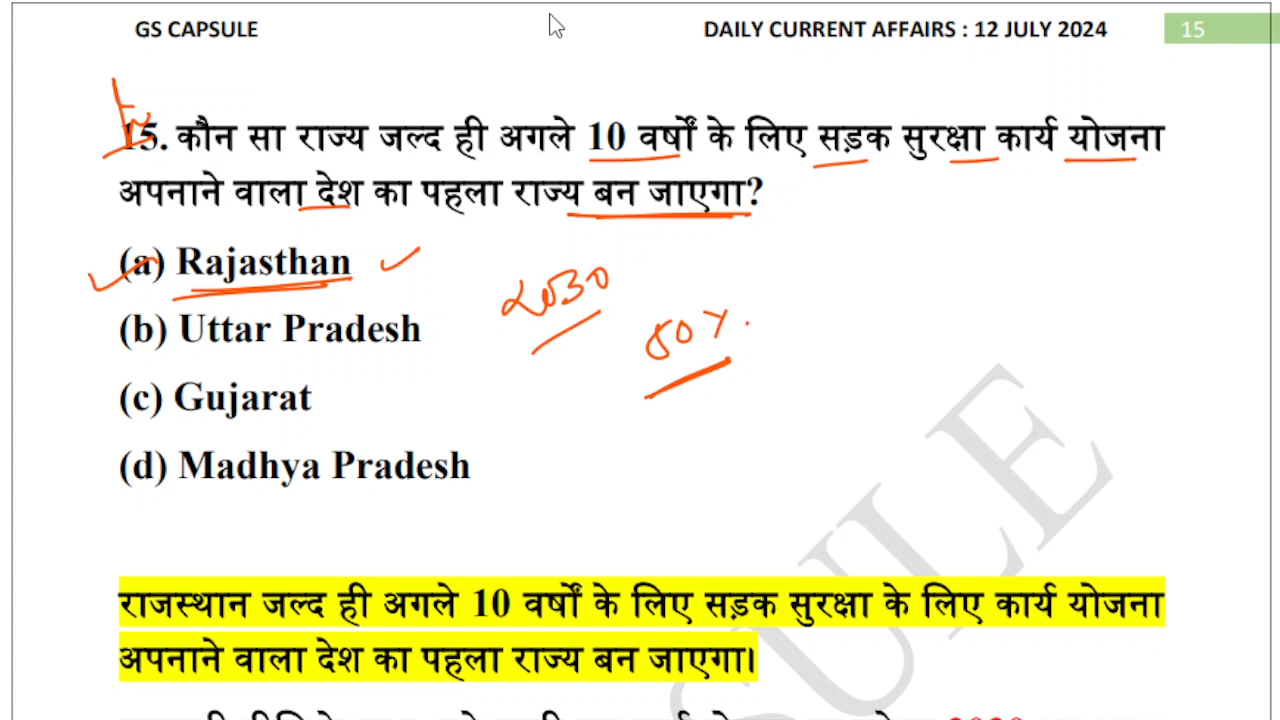 GS CAPSULE DAILY CURRENT AFFAIRS : 12 JULY 2024 15
15. कौन सा राज्य जल्द ही अगले 10 वर्षों के लिए सड़क सुरक्षा कार्य योजना
अपनाने वाला देश का पहला राज्य बन जाएगा?
(a) Rajasthan
2030
(b) Uttar Pradesh
50%
(c) Gujarat
(d) Madhya Pradesh
राजस्थान जल्द ही अगले 10 वर्षों के लिए सड़क सुरक्षा के लिए कार्य योजना
अपनाने वाला देश का पहला राज्य बन जाएगा।